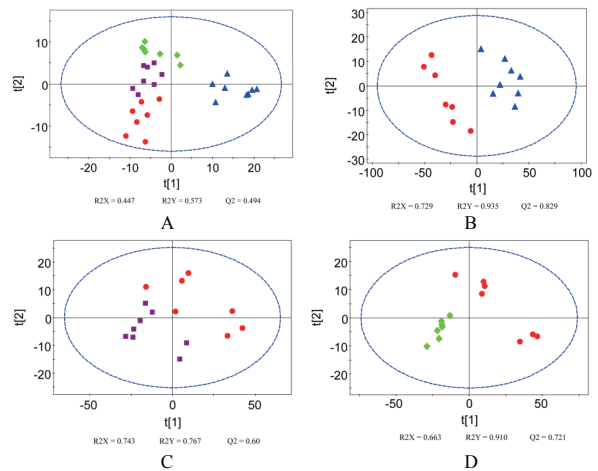 10
0
-10
t[2]
-20
-10
0
10
20
t[1]
R2X = 0.447 R2Y = 0.573 Q2 = 0.494
A
30
20
10
0
-10
-20
-30
t[2]
-100
-50
0
50
100
t[1]
R2X = 0.729 R2Y = 0.935 Q2 = 0.829
B
20
10
0
-10
-20
t[2]
-50
0
50
t[1]
R2X = 0.743 R2Y = 0.767 Q2 = 0.60
C
20
10
0
-10
-20
t[2]
-50
0
50
t[1]
R2X = 0.663 R2Y = 0.910 Q2 = 0.721
D